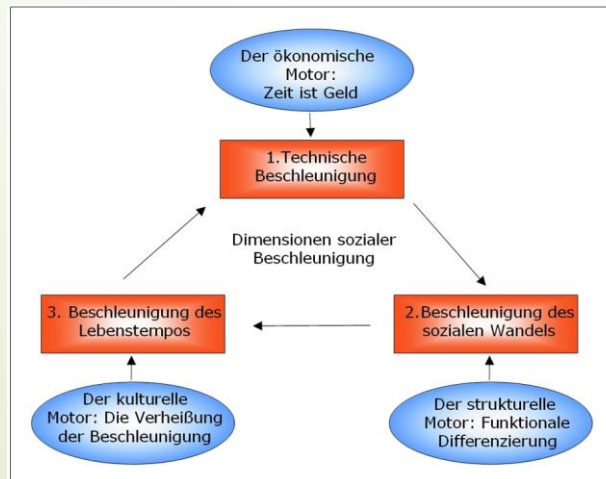 Der ökonomische
Motor:
Zeit ist Geld
1.Technische
Beschleunigung
Dimensionen sozialer
Beschleunigung
3. Beschleunigung des
Lebenstempos
2.Beschleunigung des
sozialen Wandels
Der kulturelle
Motor: Die Verheißung
der Beschleunigung
Der strukturelle
Motor: Funktionale
Differenzierung